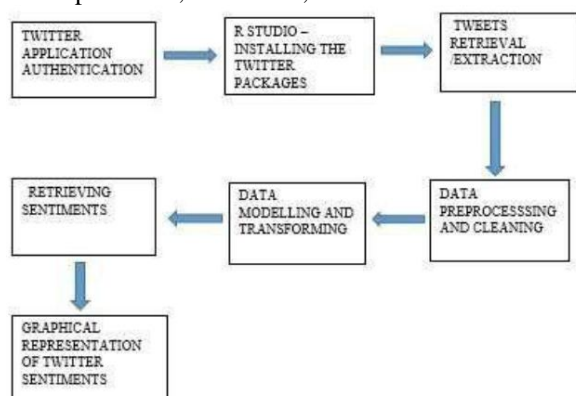 TWITTER
APPLICATION
AUTHENTICATION
R STUDIO –
INSTALLING THE
TWITTER
PACKAGES
TWEETS
RETRIEVAL
/EXTRACTION
RETRIEVING
SENTIMENTS
DATA
MODELLING AND
TRANSFORMING
DATA
PREPROCESSSING
AND CLEANING
GRAPHICAL
REPRESENTATION
OF TWITTER
SENTIMENTS